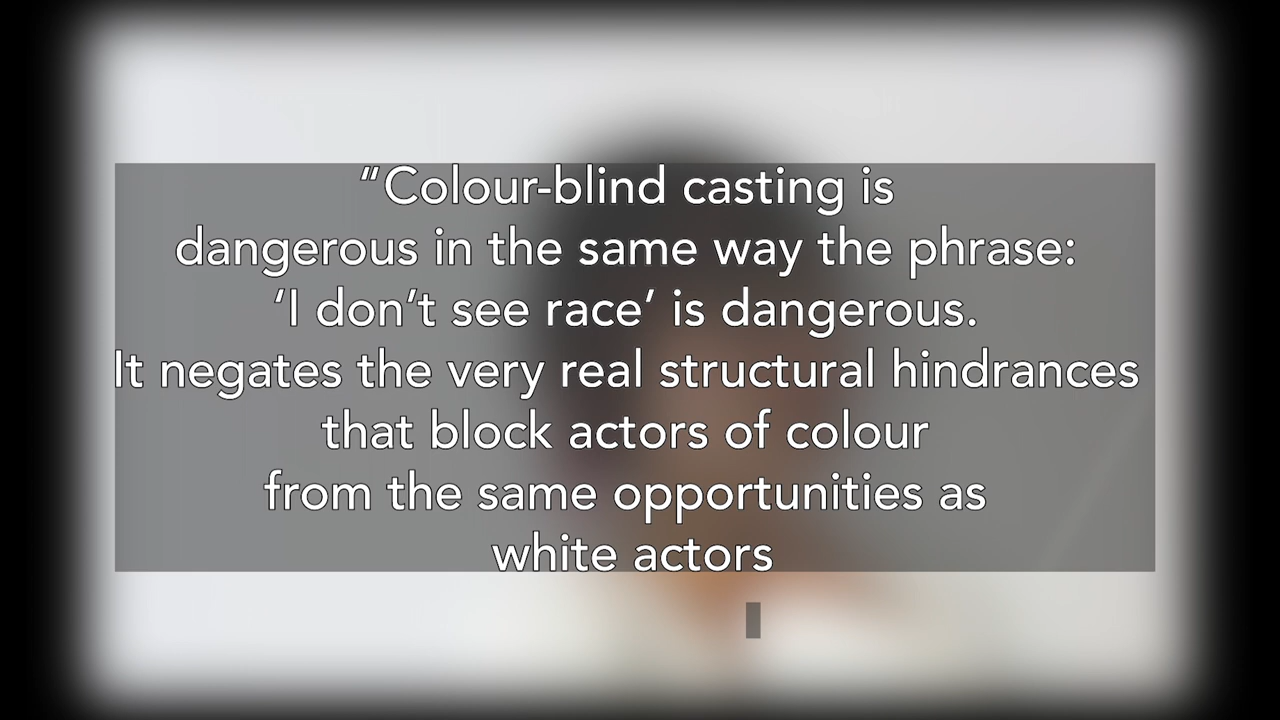 "Colour-blind casting is
dangerous in the same way the phrase:
‘I don’t see race’ is dangerous.
It negates the very real structural hindrances
that block actors of colour
from the same opportunities as
white actors